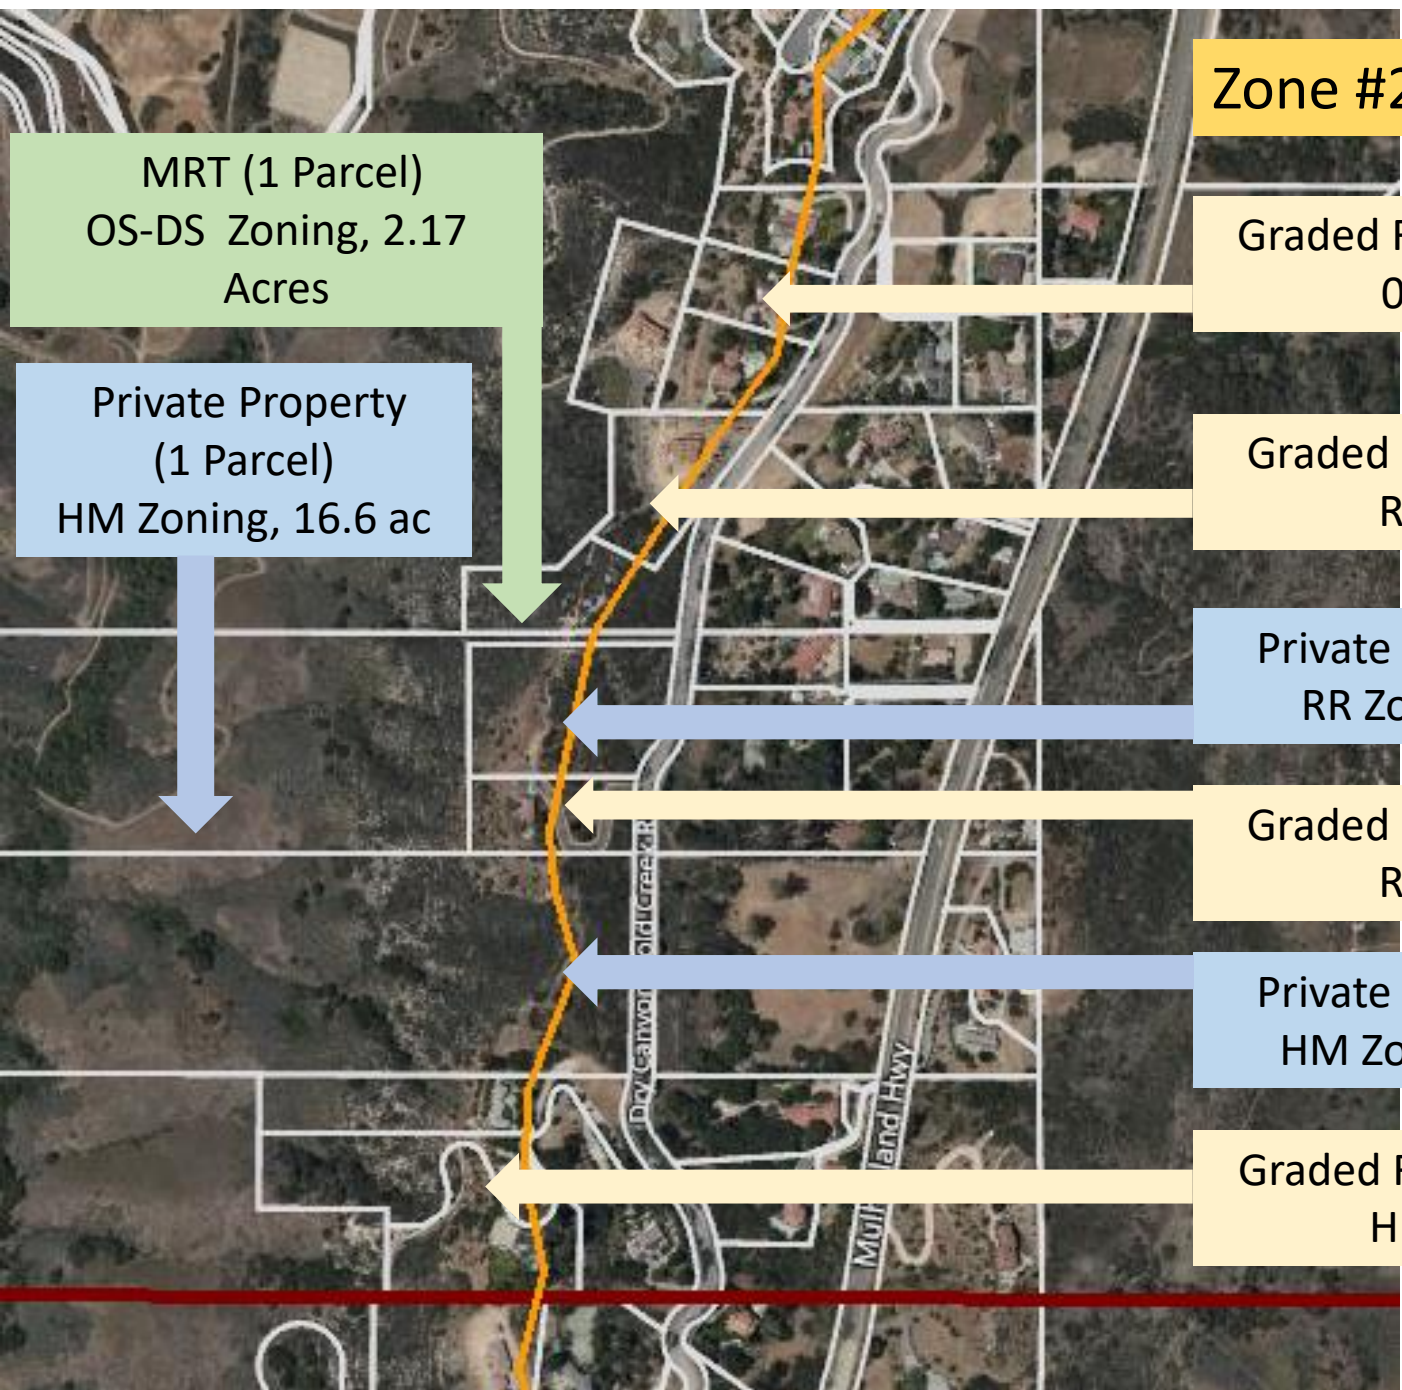 Zone #2
MRT (1 Parcel)
OS-DS Zoning, 2.17
Acres
Graded
0
Private Property
(1 Parcel)
HM Zoning, 16.6 ac
Graded
R
Private
RR Zo
Graded
R
Private
HM Zo
Graded
H
Dry Canyon Cold Creek R
Mulholland Hwy